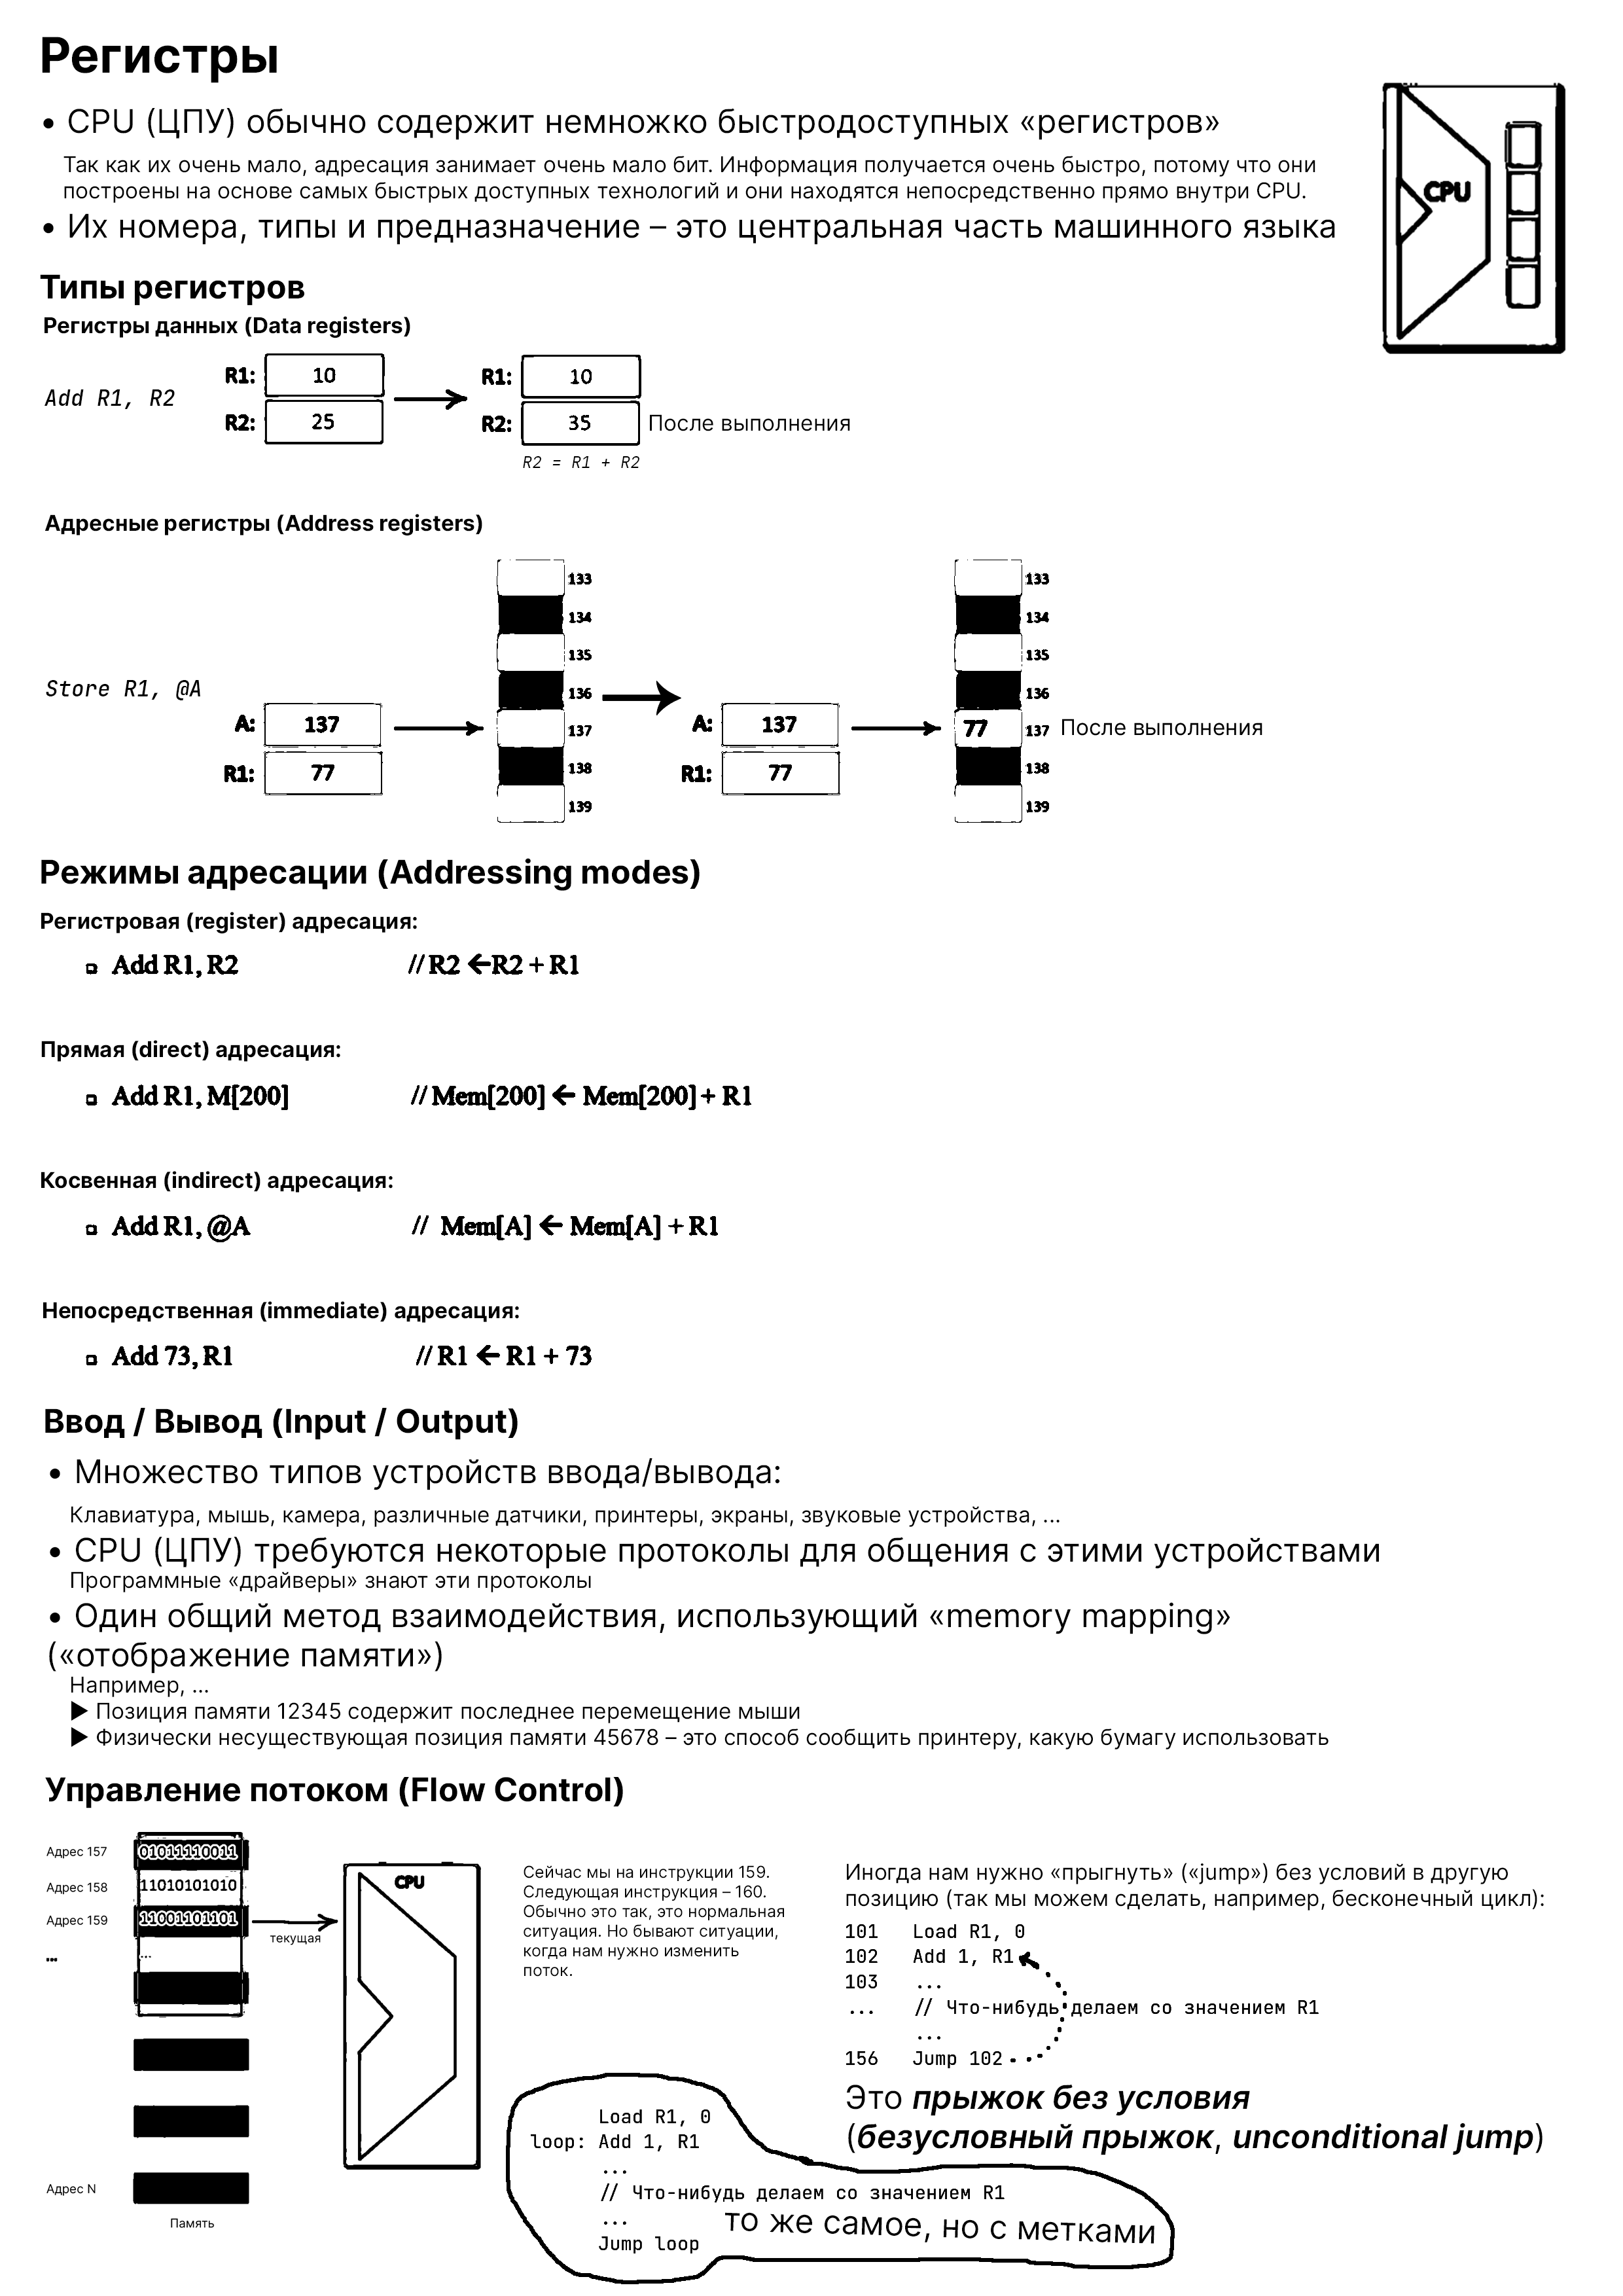 Регистры
• CPU (ЦПУ) обычно содержит немножко быстродоступных «регистров»
Так как их очень мало, адресация занимает очень мало бит. Информация получается очень быстро, потому что они
построены на основе самых быстрых доступных технологий и они находятся непосредственно прямо внутри CPU.
• Их номера, типы и предназначение – это центральная часть машинного языка
CPU
Типы регистров
Регистры данных (Data registers)
Add R1, R2
R1: 10
R2: 25
R1: 10
R2: 35 После выполнения
R2 = R1 + R2
Адресные регистры (Address registers)
Store R1, @A
A: 137
R1: 77
133
134
135
136
137
138
139
A: 137
R1: 77
133
134
135
136
77 137 После выполнения
138
139
Режимы адресации (Addressing modes)
Регистровая (register) адресация:
Add R1, R2 // R2 ← R2 + R1
Прямая (direct) адресация:
Add R1, M[200] // Mem[200] ← Mem[200] + R1
Косвенная (indirect) адресация:
Add R1, @A // Mem[A] ← Mem[A] + R1
Непосредственная (immediate) адресация:
Add 73, R1 // R1 ← R1 + 73
Ввод / Вывод (Input / Output)
• Множество типов устройств ввода/вывода:
Клавиатура, мышь, камера, различные датчики, принтеры, экраны, звуковые устройства, ...
• CPU (ЦПУ) требуются некоторые протоколы для общения с этими устройствами
Программные «драйверы» знают эти протоколы
• Один общий метод взаимодействия, использующий «memory mapping»
(«отображение памяти»)
Например, ...
▶ Позиция памяти 12345 содержит последнее перемещение мыши
▶ Физически несуществующая позиция памяти 45678 – это способ сообщить принтеру, какую бумагу использовать
Управление потоком (Flow Control)
Адрес 157 01011110011
Адрес 158 11010101010
Адрес 159 11001101101
... ...
Адрес N
Память
текущая
CPU
Сейчас мы на инструкции 159.
Следующая инструкция – 160.
Обычно это так, это нормальная
ситуация. Но бывают ситуации,
когда нам нужно изменить
поток.
Иногда нам нужно «прыгнуть» («jump») без условий в другую
позицию (так мы можем сделать, например, бесконечный цикл):
101 Load R1, 0
102 Add 1, R1
103 ...
... // Что-нибудь делаем со значением R1
...
156 Jump 102
Это прыжок без условия
(безусловный прыжок, unconditional jump)
Load R1, 0
loop: Add 1, R1
...
// Что-нибудь делаем со значением R1
...
Jump loop
то же самое, но с метками